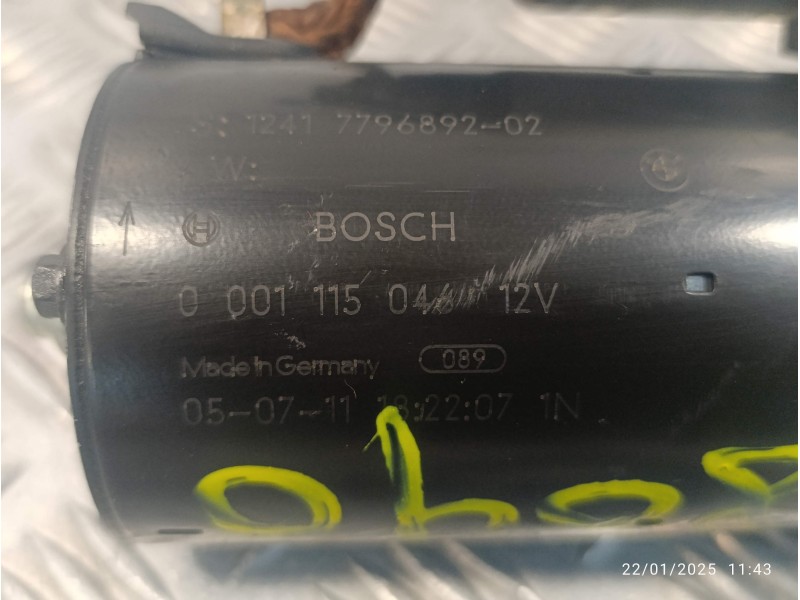 S: 1241 7796892-02
W:
BOSCH
0 001 115 04 12V
Made in Germany 089
05-07-11 18:22:07 1N
22/01/2025 11:43